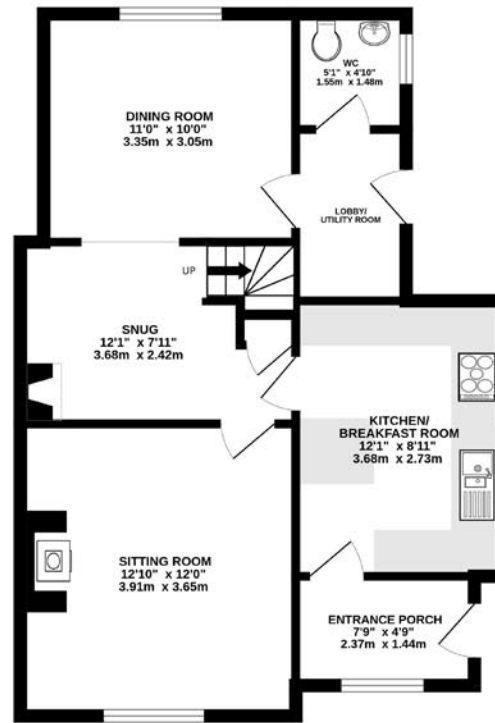 WC
5'1" x 4'10"
1.55m x 1.48m
DINING ROOM
11'0" x 10'0"
3.35m x 3.05m
LOBBY/
UTILITY ROOM
UP
SNUG
12'1" x 7'11"
3.68m x 2.42m
KITCHEN/
BREAKFAST ROOM
12'1" x 8'11"
3.68m x 2.73m
SITTING ROOM
12'10" x 12'0"
3.91m x 3.65m
ENTRANCE PORCH
7'9" x 4'9"
2.37m x 1.44m